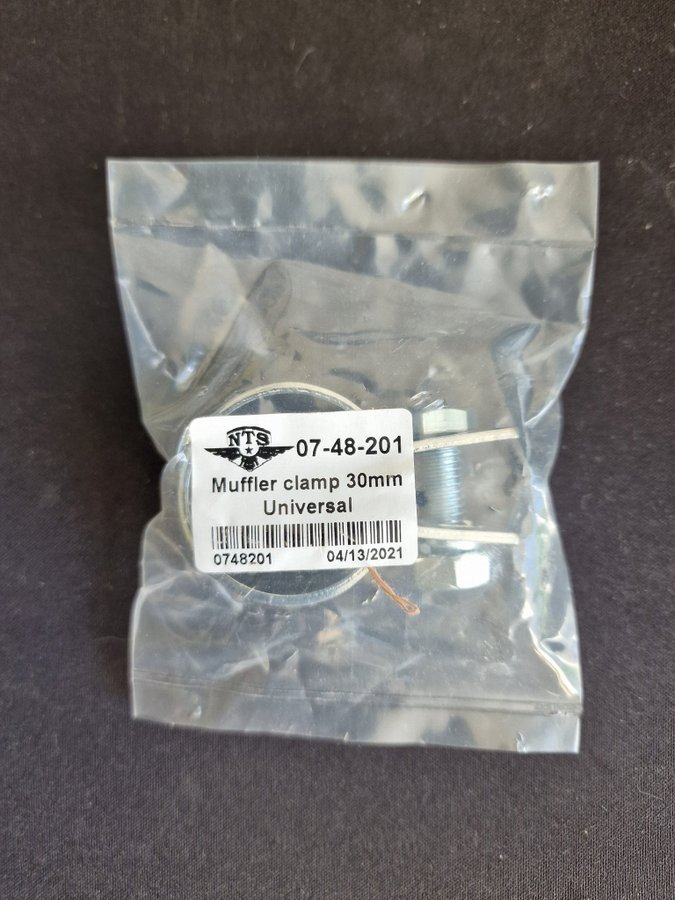 NTS
07-48-201
Muffler clamp 30mm
Universal
0748201 04/13/2021